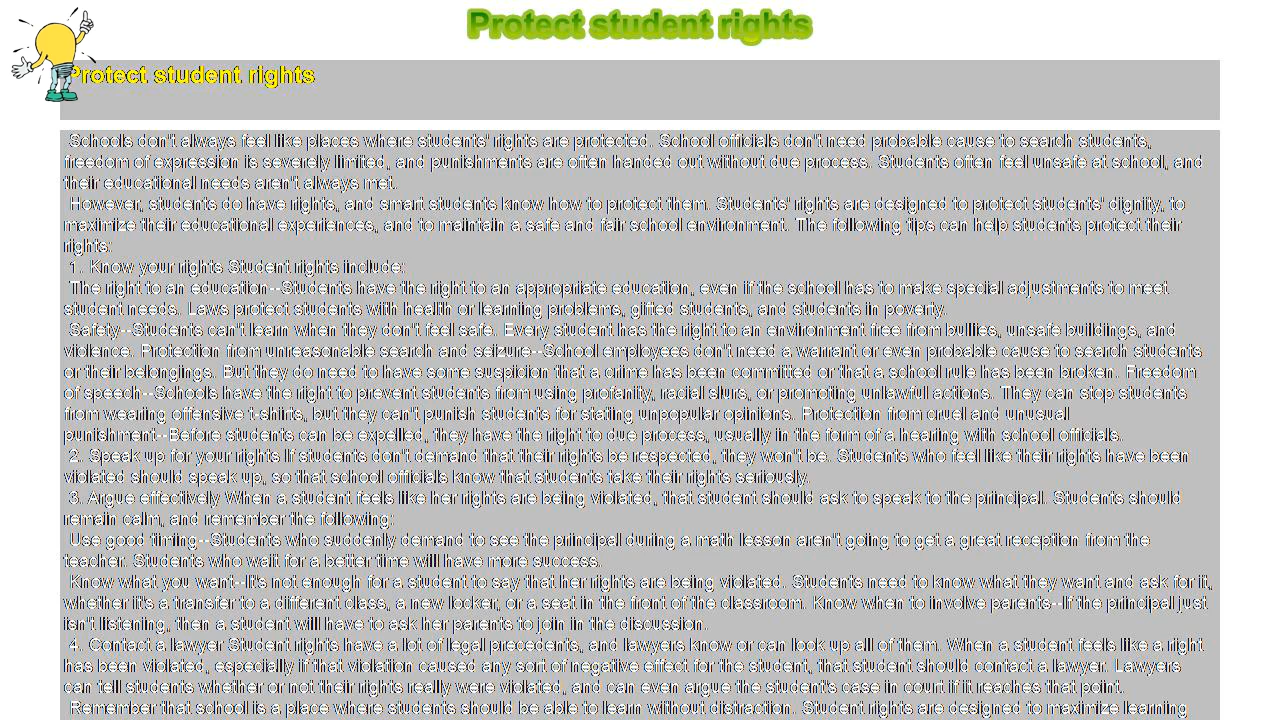 Protect student rights
Protect student rights
Schools don't always feel like places where students' rights are protected. School officials don't need probable cause to search students,
freedom of expression is severely limited, and punishments are often handed out without due process. Students often feel unsafe at school, and
their educational needs aren't always met.
However, students do have rights, and smart students know how to protect them. Students' rights are designed to protect students' dignity, to
maximize their educational experiences, and to maintain a safe and fair school environment. The following tips can help students protect their
rights:
1. Know your rights Student rights include:
The right to an education--Students have the right to an appropriate education, even if the school has to make special adjustments to meet
student needs. Laws protect students with health or learning problems, gifted students, and students in poverty.
Safety--Students can't learn when they don't feel safe. Every student has the right to an environment free from bullies, unsafe buildings, and
violence. Protection from unreasonable search and seizure--School employees don't need a warrant or even probable cause to search students
or their belongings. But they do need to have some suspicion that a crime has been committed or that a school rule has been broken. Freedom
of speech--Schools have the right to prevent students from using profanity, racial slurs, or promoting unlawful actions. They can stop students
from wearing offensive t-shirts, but they can't punish students for stating unpopular opinions. Protection from cruel and unusual
punishment--Before students can be expelled, they have the right to due process, usually in the form of a hearing with school officials.
2. Speak up for your rights If students don't demand that their rights be respected, they won't be. Students who feel like their rights have been
violated should speak up, so that school officials know that students take their rights seriously.
3. Argue effectively When a student feels like her rights are being violated, that student should ask to speak to the principal. Students should
remain calm, and remember the following:
Use good timing--Students who suddenly demand to see the principal during a math lesson aren't going to get a great reception from the
teacher. Students who wait for a better time will have more success.
Know what you want--It's not enough for a student to say that her rights are being violated. Students need to know what they want and ask for it,
whether it's a transfer to a different class, a new locker, or a seat in the front of the classroom. Know when to involve parents--If the principal just
isn't listening, then a student will have to ask her parents to join in the discussion.
4. Contact a lawyer Student rights have a lot of legal precedents, and lawyers know or can look up all of them. When a student feels like a right
has been violated, especially if that violation caused any sort of negative effect for the student, that student should contact a lawyer. Lawyers
can tell students whether or not their rights really were violated, and can even argue the student's case in court if it reaches that point.
Remember that school is a place where students should be able to learn without distraction. Student rights are designed to maximize learning